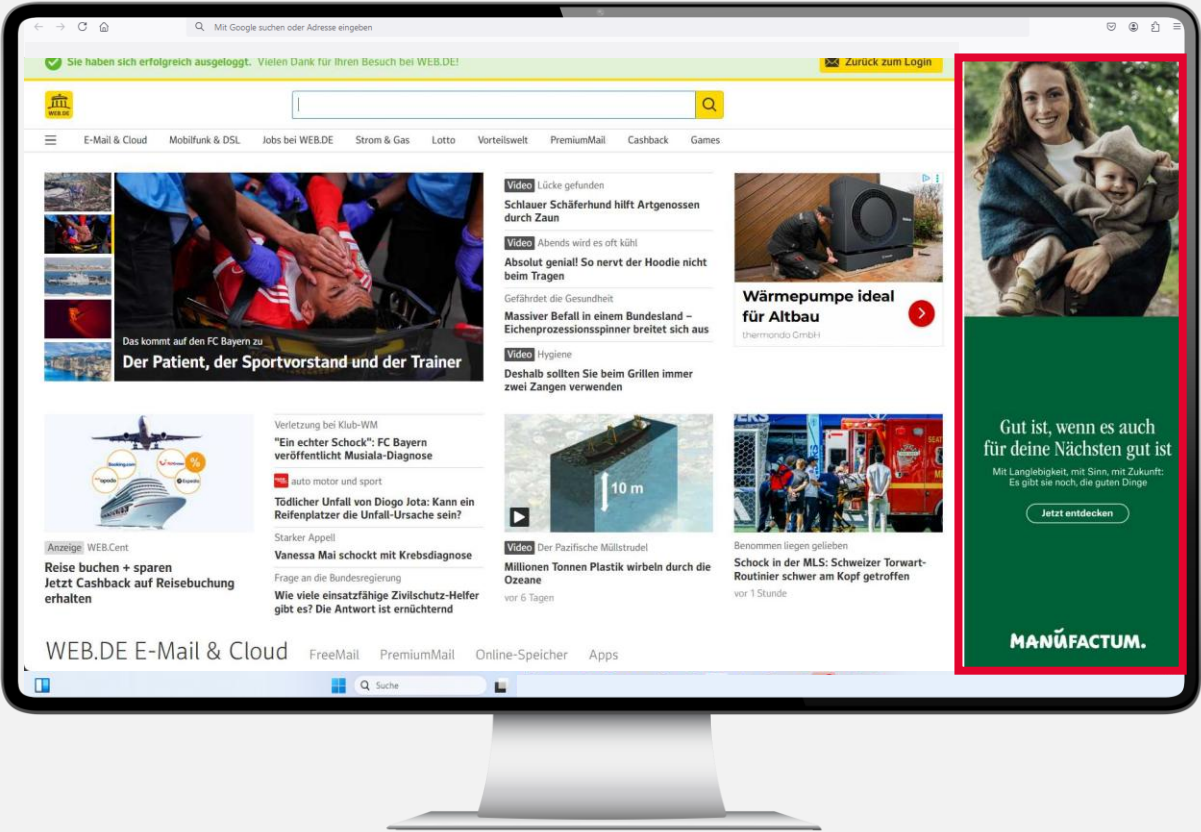 Mit Google suchen oder Adresse eingeben
Sie haben sich erfolgreich ausgeloggt. Vielen Dank für Ihren Besuch bei WEB.DE!
Zurück zum Login
WEB.DE
E-Mail & Cloud Mobilfunk & DSL Jobs bei WEB.DE Strom & Gas Lotto Vorteilswelt PremiumMail Cashback Games
Das kommt auf den FC Bayern zu
Der Patient, der Sportvorstand und der Trainer
Video Lücke gefunden
Schlauer Schäferhund hilft Artgenossen
durch Zaun
Video Abends wird es oft kühl
Absolut genial! So nervt der Hoodie nicht
beim Tragen
Gefährdet die Gesundheit
Massiver Befall in einem Bundesland –
Eichenprozessionsspinner breitet sich aus
Video Hygiene
Deshalb sollten Sie beim Grillen immer
zwei Zangen verwenden
Wärmepumpe ideal
für Altbau
thermondo GmbH
Booking.com
%
opodo
Expedia
Anzeige WEB.Cent
Reise buchen + sparen
Jetzt Cashback auf Reisebuchung
erhalten
Verletzung bei Klub-WM
"Ein echter Schock": FC Bayern
veröffentlicht Musiala-Diagnose
auto motor und sport
Tödlicher Unfall von Diogo Jota: Kann ein
Reifenplatzer die Unfall-Ursache sein?
Starker Appell
Vanessa Mai schockt mit Krebsdiagnose
Frage an die Bundesregierung
Wie viele einsatzfähige Zivilschutz-Helfer
gibt es? Die Antwort ist ernüchternd
10 m
Video Der Pazifische Müllstrudel
Millionen Tonnen Plastik wirbeln durch die
Ozeane
vor 6 Tagen
Benommen liegen gelieben
Schock in der MLS: Schweizer Torwart-
Routinier schwer am Kopf getroffen
vor 1 Stunde
WEB.DE E-Mail & Cloud FreeMail PremiumMail Online-Speicher Apps
Gut ist, wenn es auch
für deine Nächsten gut ist
Mit Langlebigkeit, mit Sinn, mit Zukunft:
Es gibt sie noch, die guten Dinge
Jetzt entdecken
MANŬFACTUM.
Suche